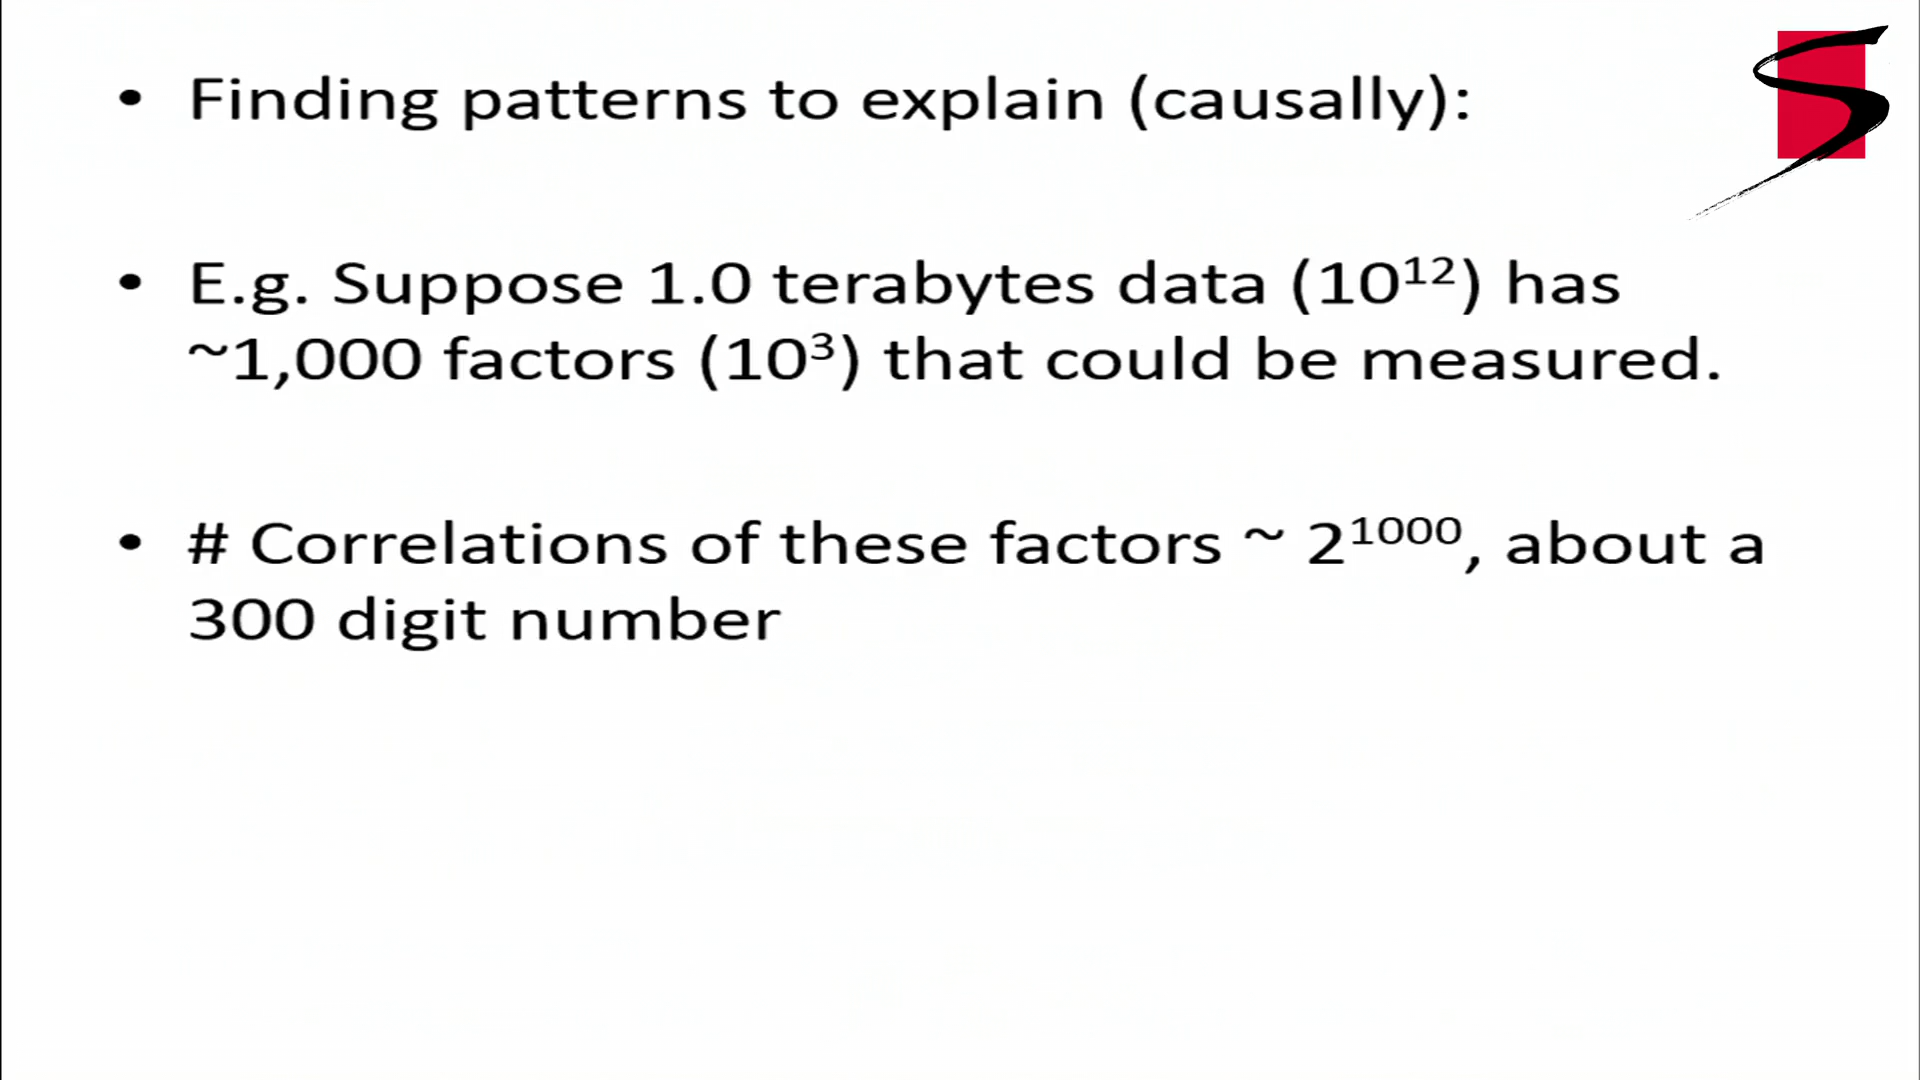 • Finding patterns to explain (causally):
• E.g. Suppose 1.0 terabytes data (10¹²) has
~1,000 factors (10³) that could be measured.
• # Correlations of these factors ~ 2¹⁰⁰⁰, about a
300 digit number